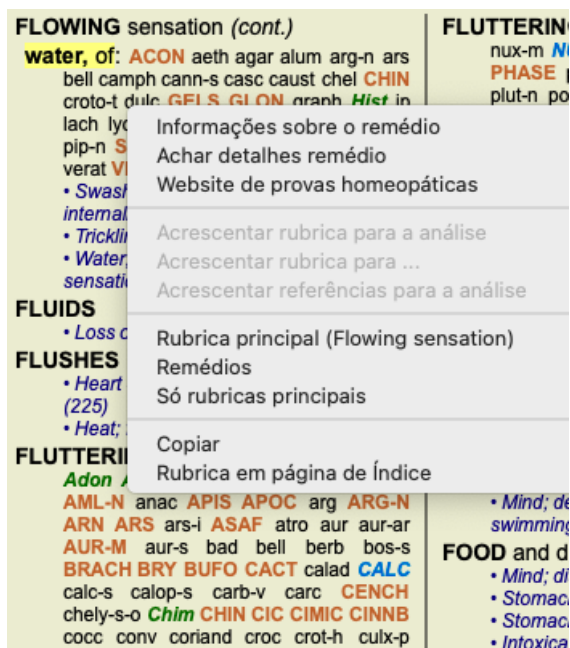 FLOWING sensation (cont.)
water, of: ACON aeth agar alum arg-n ars
bell camph cann-s casc caust chel CHIN
croto-t dulc GELS GLON graph Hist ip
lach
pip-n
verat
• Swash
internal
•
• Water
FLUIDS
• Loss
FLUSHES
• Heart
(225)
• Heat;
Adon
AML-N anac APIS APOC arg ARG-N
ARN ARS ars-i ASAF atro aur aur-ar
AUR-M aur-s bad bell berb bos-s
BRACH BRY BUFO CACT calad CALC
calc-s calop-s carb-v carc CENCH
chely-s-o Chim CHIN CIC CIMIC CINNB
cocc conv coriand croc crot-h culx-p
Informações sobre o remédio
Achar detalhes remédio
Website de provas homeopáticas
Acrescentar rubrica para a análise
Acrescentar rubrica para ...
Acrescentar referências para a análise
Rubrica principal (Flowing sensation)
Remédios
Só rubricas principais
Copiar
Rubrica em página de Índice
nux-m
PHASE
plut-n
• Mind;
swimming
FOOD and
• Mind;